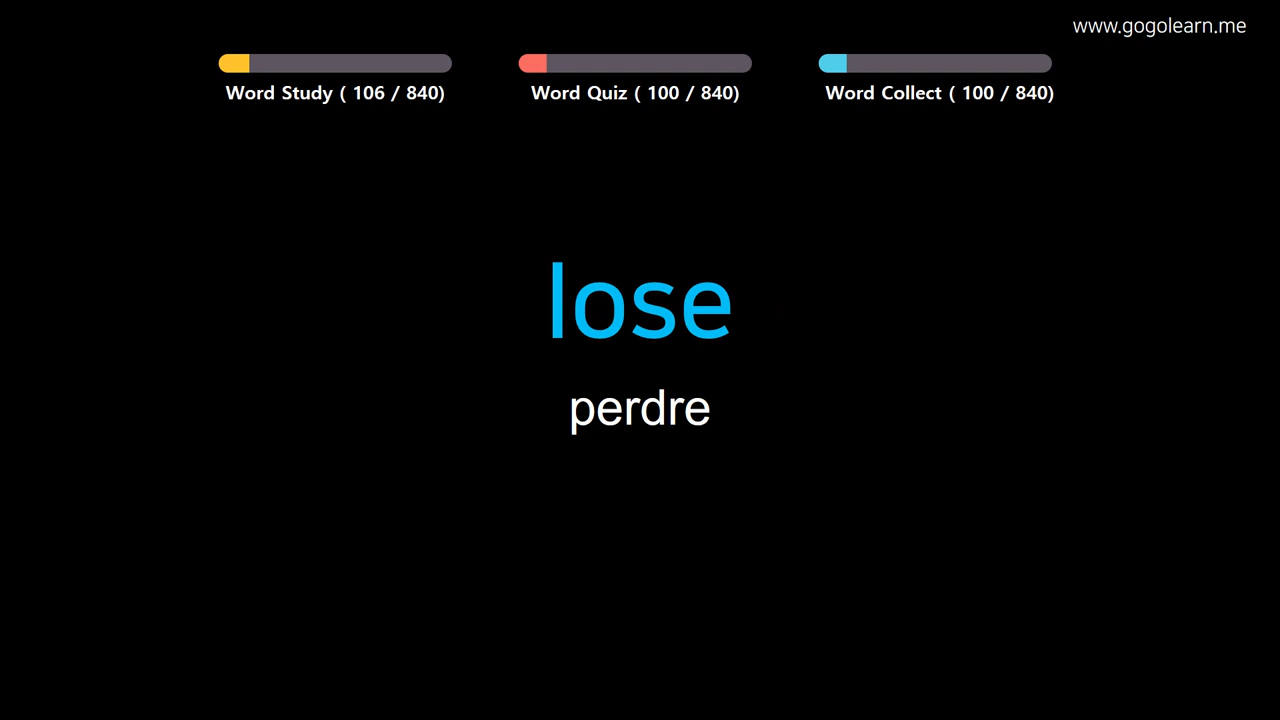 www.gogolearn.me
Word Study ( 106 / 840)
Word Quiz ( 100 / 840)
Word Collect ( 100 / 840)
lose
perdre